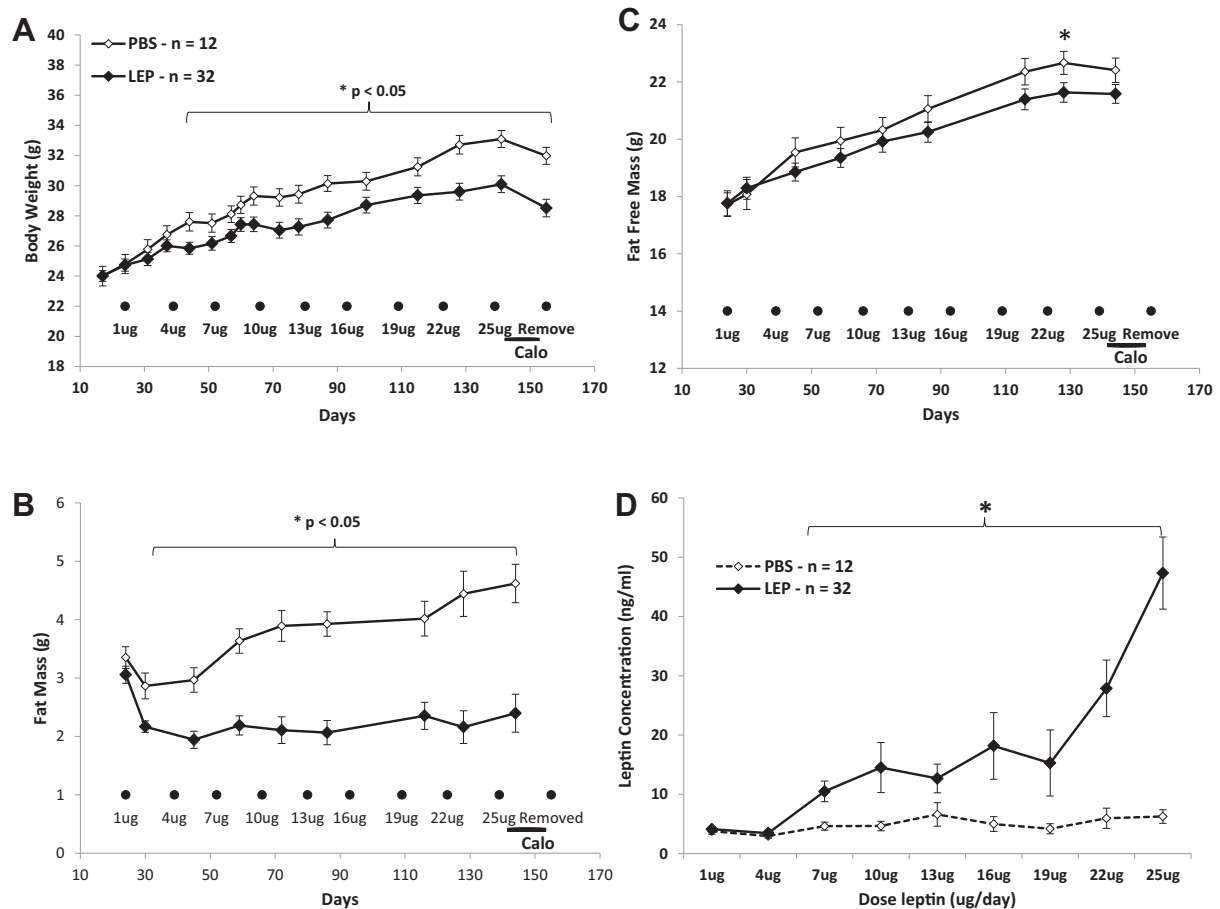 A
PBS - n = 12
LEP - n = 32
* p < 0.05
Body Weight (g)
40
38
36
34
32
30
28
26
24
22
20
18
1ug 4ug 7ug 10ug 13ug 16ug 19ug 22ug 25ug Remove
Calo
10 30 50 70 90 110 130 150 170
Days
C
*
Fat Free Mass (g)
24
22
20
18
16
14
12
1ug 4ug 7ug 10ug 13ug 16ug 19ug 22ug 25ug Remove
Calo
10 30 50 70 90 110 130 150 170
Days
B
* p < 0.05
Fat Mass (g)
6
5
4
3
2
1
0
1ug 4ug 7ug 10ug 13ug 16ug 19ug 22ug 25ug Removed
Calo
10 30 50 70 90 110 130 150 170
Days
D
*
PBS - n = 12
LEP - n = 32
Leptin Concentration (ng/ml)
60
50
40
30
20
10
0
1ug 4ug 7ug 10ug 13ug 16ug 19ug 22ug 25ug
Dose leptin (ug/day)